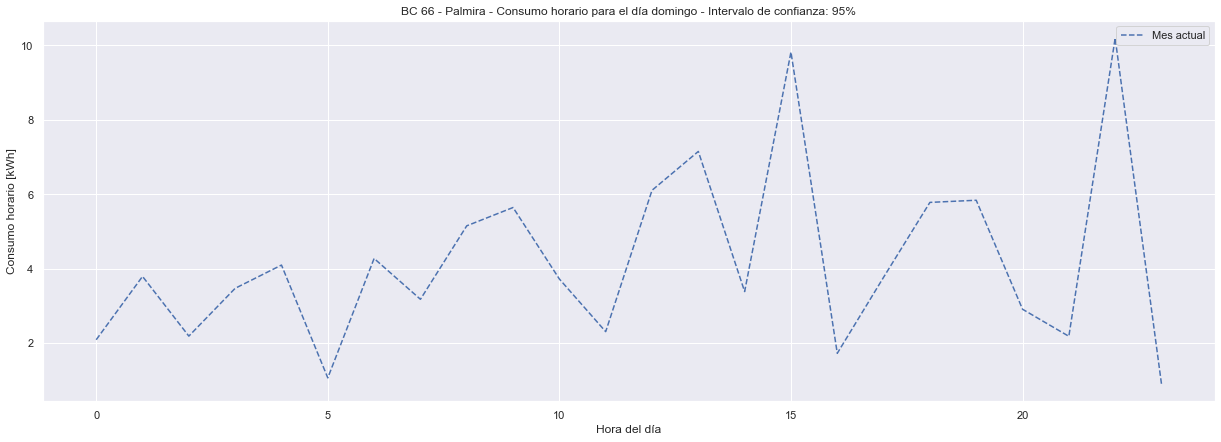 BC 66 - Palmira - Consumo horario para el día domingo - Intervalo de confianza: 95%
Mes actual
Consumo horario [kWh]
10
8
6
4
2
0 5 10 15 20
Hora del día